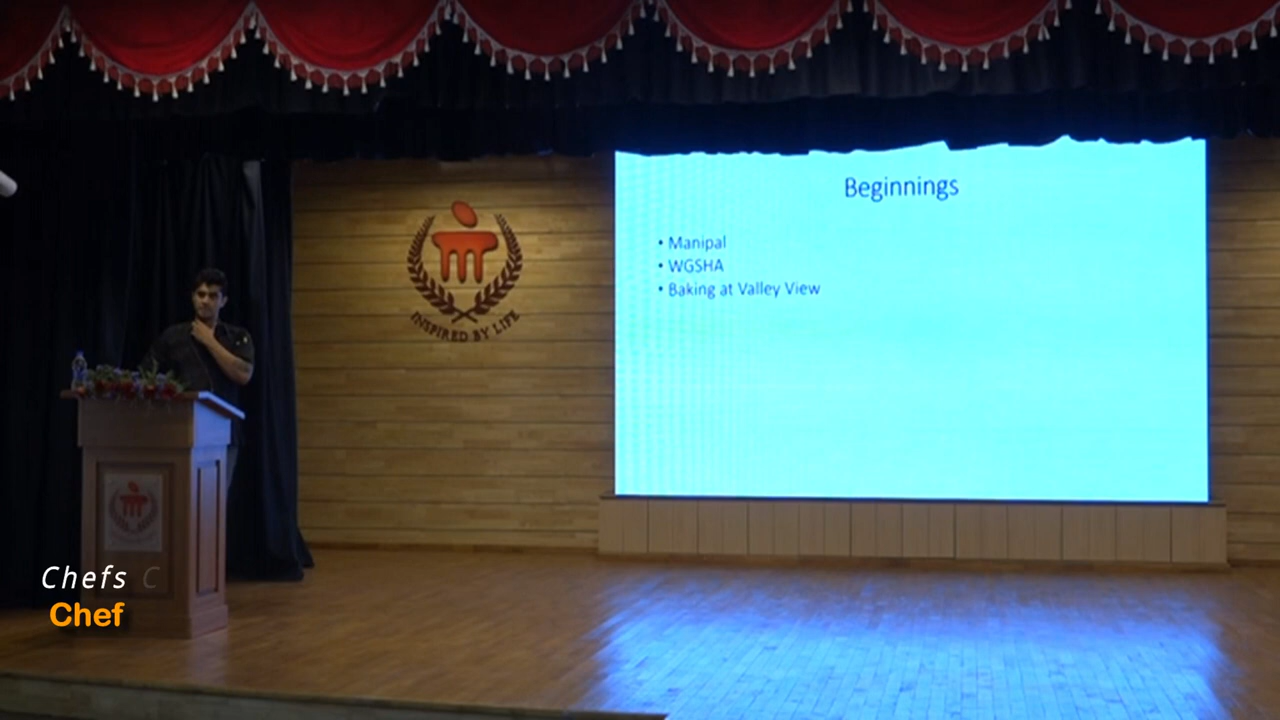 Beginnings
• Manipal
• WGSHA
• Baking at Valley View
INSPIRED BY LIFE
Chefs C
Chef